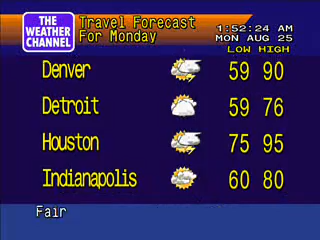 THE
WEATHER
CHANNEL
Travel Forecast
For Monday
1:52:24 AM
MON AUG 25
LOW HIGH
Denver 59 90
Detroit 59 76
Houston 75 95
Indianapolis 60 80
Fair